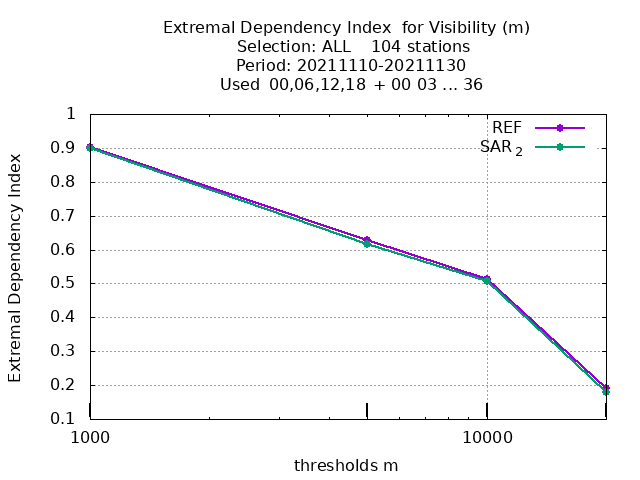 Extremal Dependency Index  for Visibility (m)
Selection: ALL    104 stations
Period: 20211110-20211130
Used  00,06,12,18  + 00 03 ... 36
Extremal Dependency Index
1
0.9
0.8
0.7
0.6
0.5
0.4
0.3
0.2
0.1
REF
SAR 2
1000
10000
thresholds m